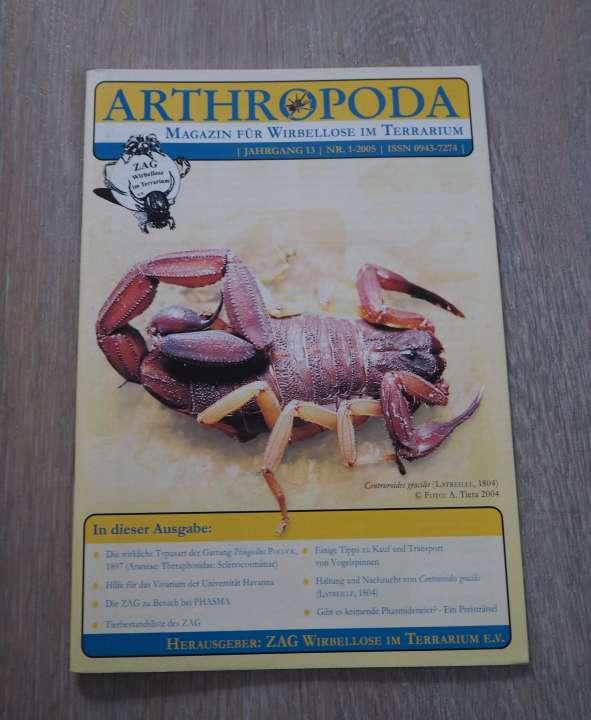 ARTHROPODA
MAGAZIN FÜR WIRBELLOSE IM TERRARIUM
| JAHRGANG 13 | NR. 1-2005 | ISSN 0943-7274 |
ZAG
Wirbellose
im Terrarium
e.V.
Centruroides gracilis (LATREILLE, 1804)
© FOTO: A. Tietz 2004
In dieser Ausgabe:
Die wirkliche Typusart der Gattung Phlogiellus POCOCK,
1897 (Araneae: Theraphosidae: Selenocosmiinae)
Hilfe für das Vivarium der Universität Havanna
Die ZAG zu Besuch bei PHASMA
Tierbestandsliste des ZAG
Einige Tipps zu Kauf und Transport
von Vogelspinnen
Haltung und Nachzucht von Centruroides gracilis
(LATREILLE, 1804)
Gibt es keimende Phasmideneier? - Ein Preisrätsel
HERAUSGEBER: ZAG WIRBELLOSE IM TERRARIUM E.V.